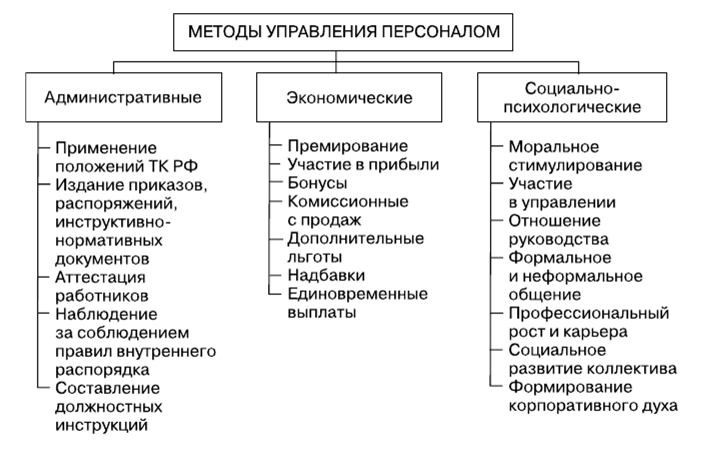 МЕТОДЫ УПРАВЛЕНИЯ ПЕРСОНАЛОМ
Административные
Применение
положений ТК РФ
Издание приказов,
распоряжений,
инструктивно-
нормативных
документов
Аттестация
работников
Наблюдение
за соблюдением
правил внутреннего
распорядка
Составление
должностных
инструкций
Экономические
Премирование
Участие в прибыли
Бонусы
Комиссионные
с продаж
Дополнительные
льготы
Надбавки
Единовременные
выплаты
Социально-
психологические
Моральное
стимулирование
Участие
в управлении
Отношение
руководства
Формальное
и неформальное
общение
Профессиональный
рост и карьера
Социальное
развитие коллектива
Формирование
корпоративного духа